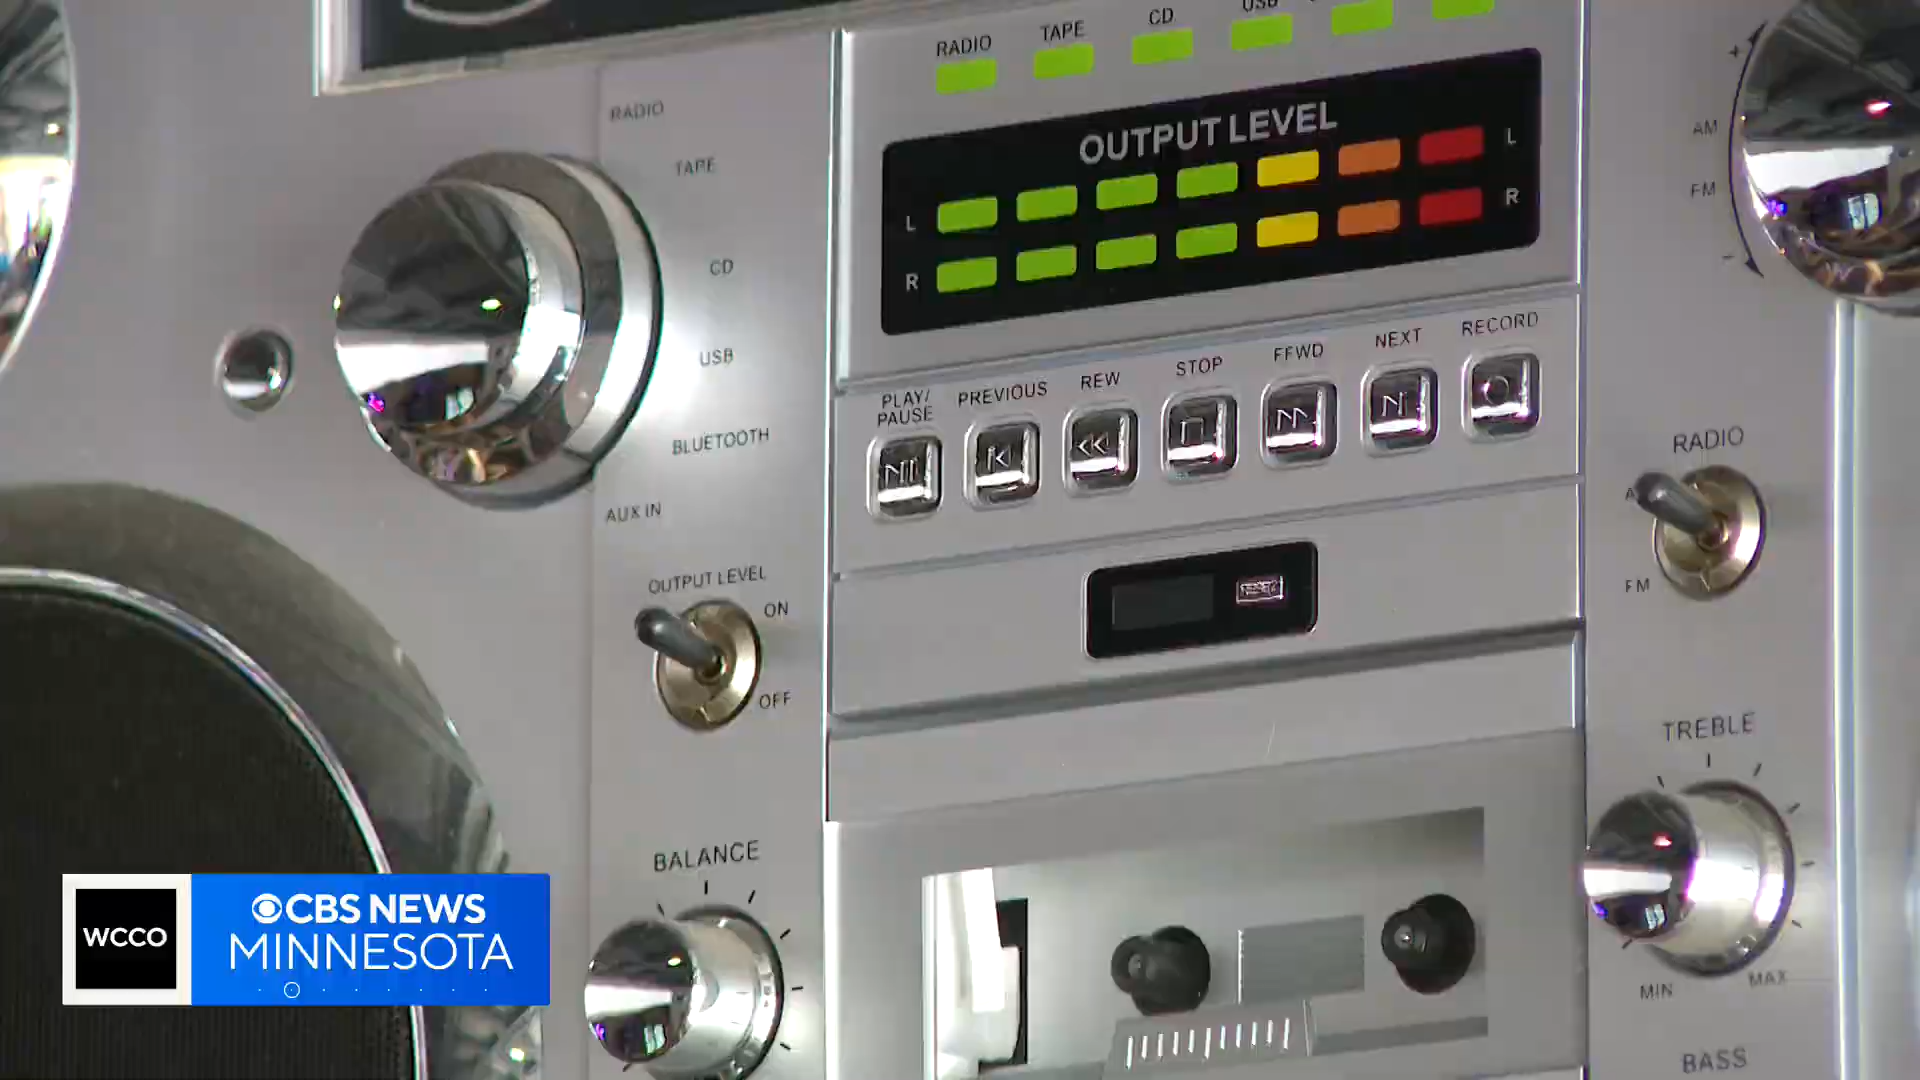 RADIO
TAPE
CD
USB
OUTPUT LEVEL
L
L
R
R
RADIO
TAPE
CD
USB
BLUETOOTH
AUX IN
AM
FM
PLAY/
PAUSE
PREVIOUS
REW
STOP
FFWD
NEXT
RECORD
OUTPUT LEVEL
ON
OFF
RADIO
FM
TREBLE
MIN
MAX
BASS
BALANCE
WCCO
CBS NEWS
MINNESOTA